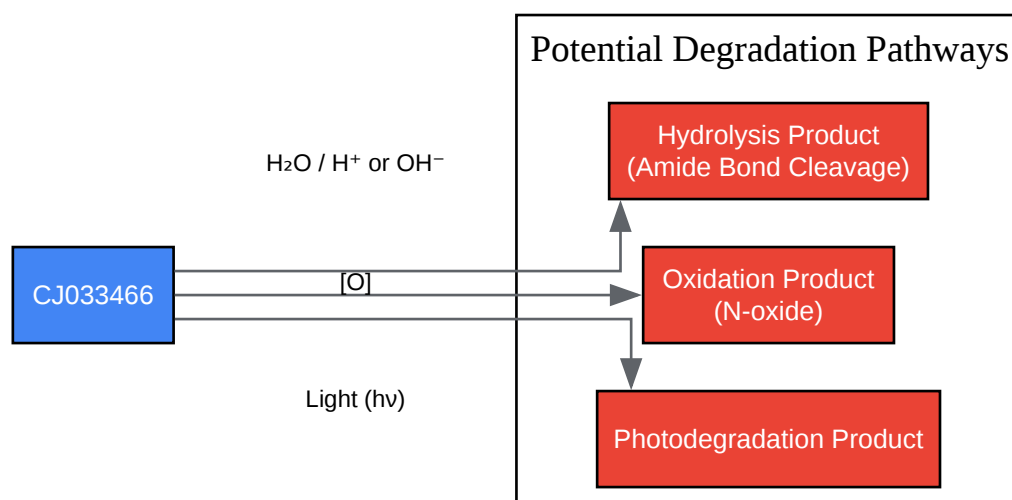 Potential Degradation Pathways
Hydrolysis Product
(Amide Bond Cleavage)
H₂O / H⁺ or OH⁻
CJ033466
[O]
Oxidation Product
(N-oxide)
Light (hν)
Photodegradation Product